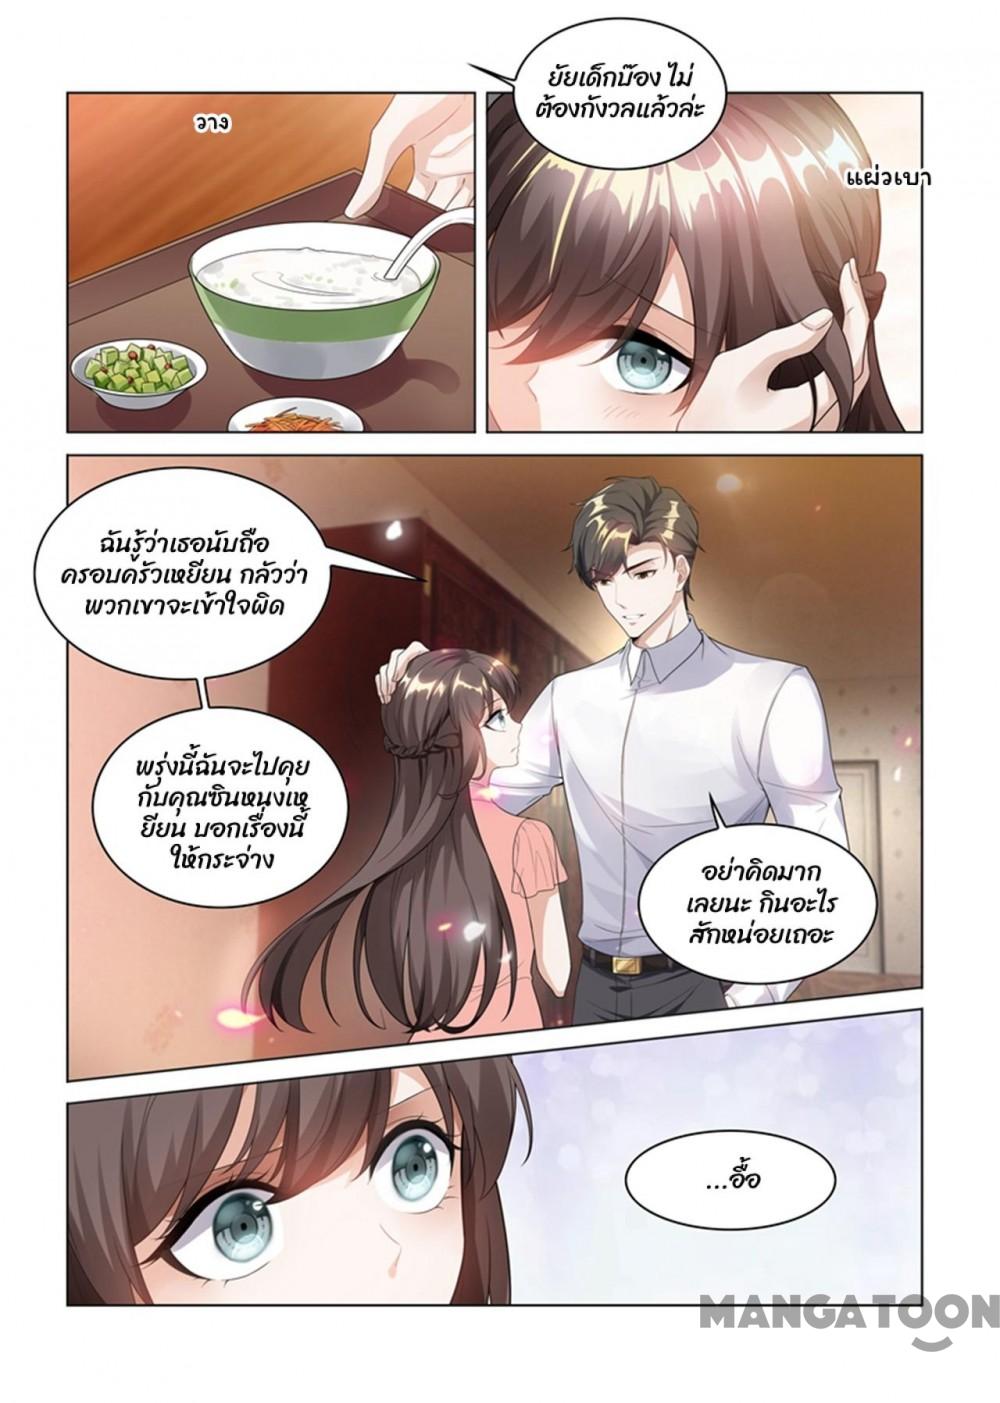 วาง
ยัยเด็กบ๊อง ไม่
ต้องกังวลแล้วล่ะ
แผ่วเบา
ฉันรู้ว่าเธอนับถือ
ครอบครัวเหยียน กลัวว่า
พวกเขาจะเข้าใจผิด
พรุ่งนี้ฉันจะไปคุย
กับคุณซินหนงเห
ยียน บอกเรื่องนี้
ให้กระจ่าง
อย่าคิดมาก
เลยนะ กินอะไร
สักหน่อยเถอะ
...อื้อ
MANGATOON